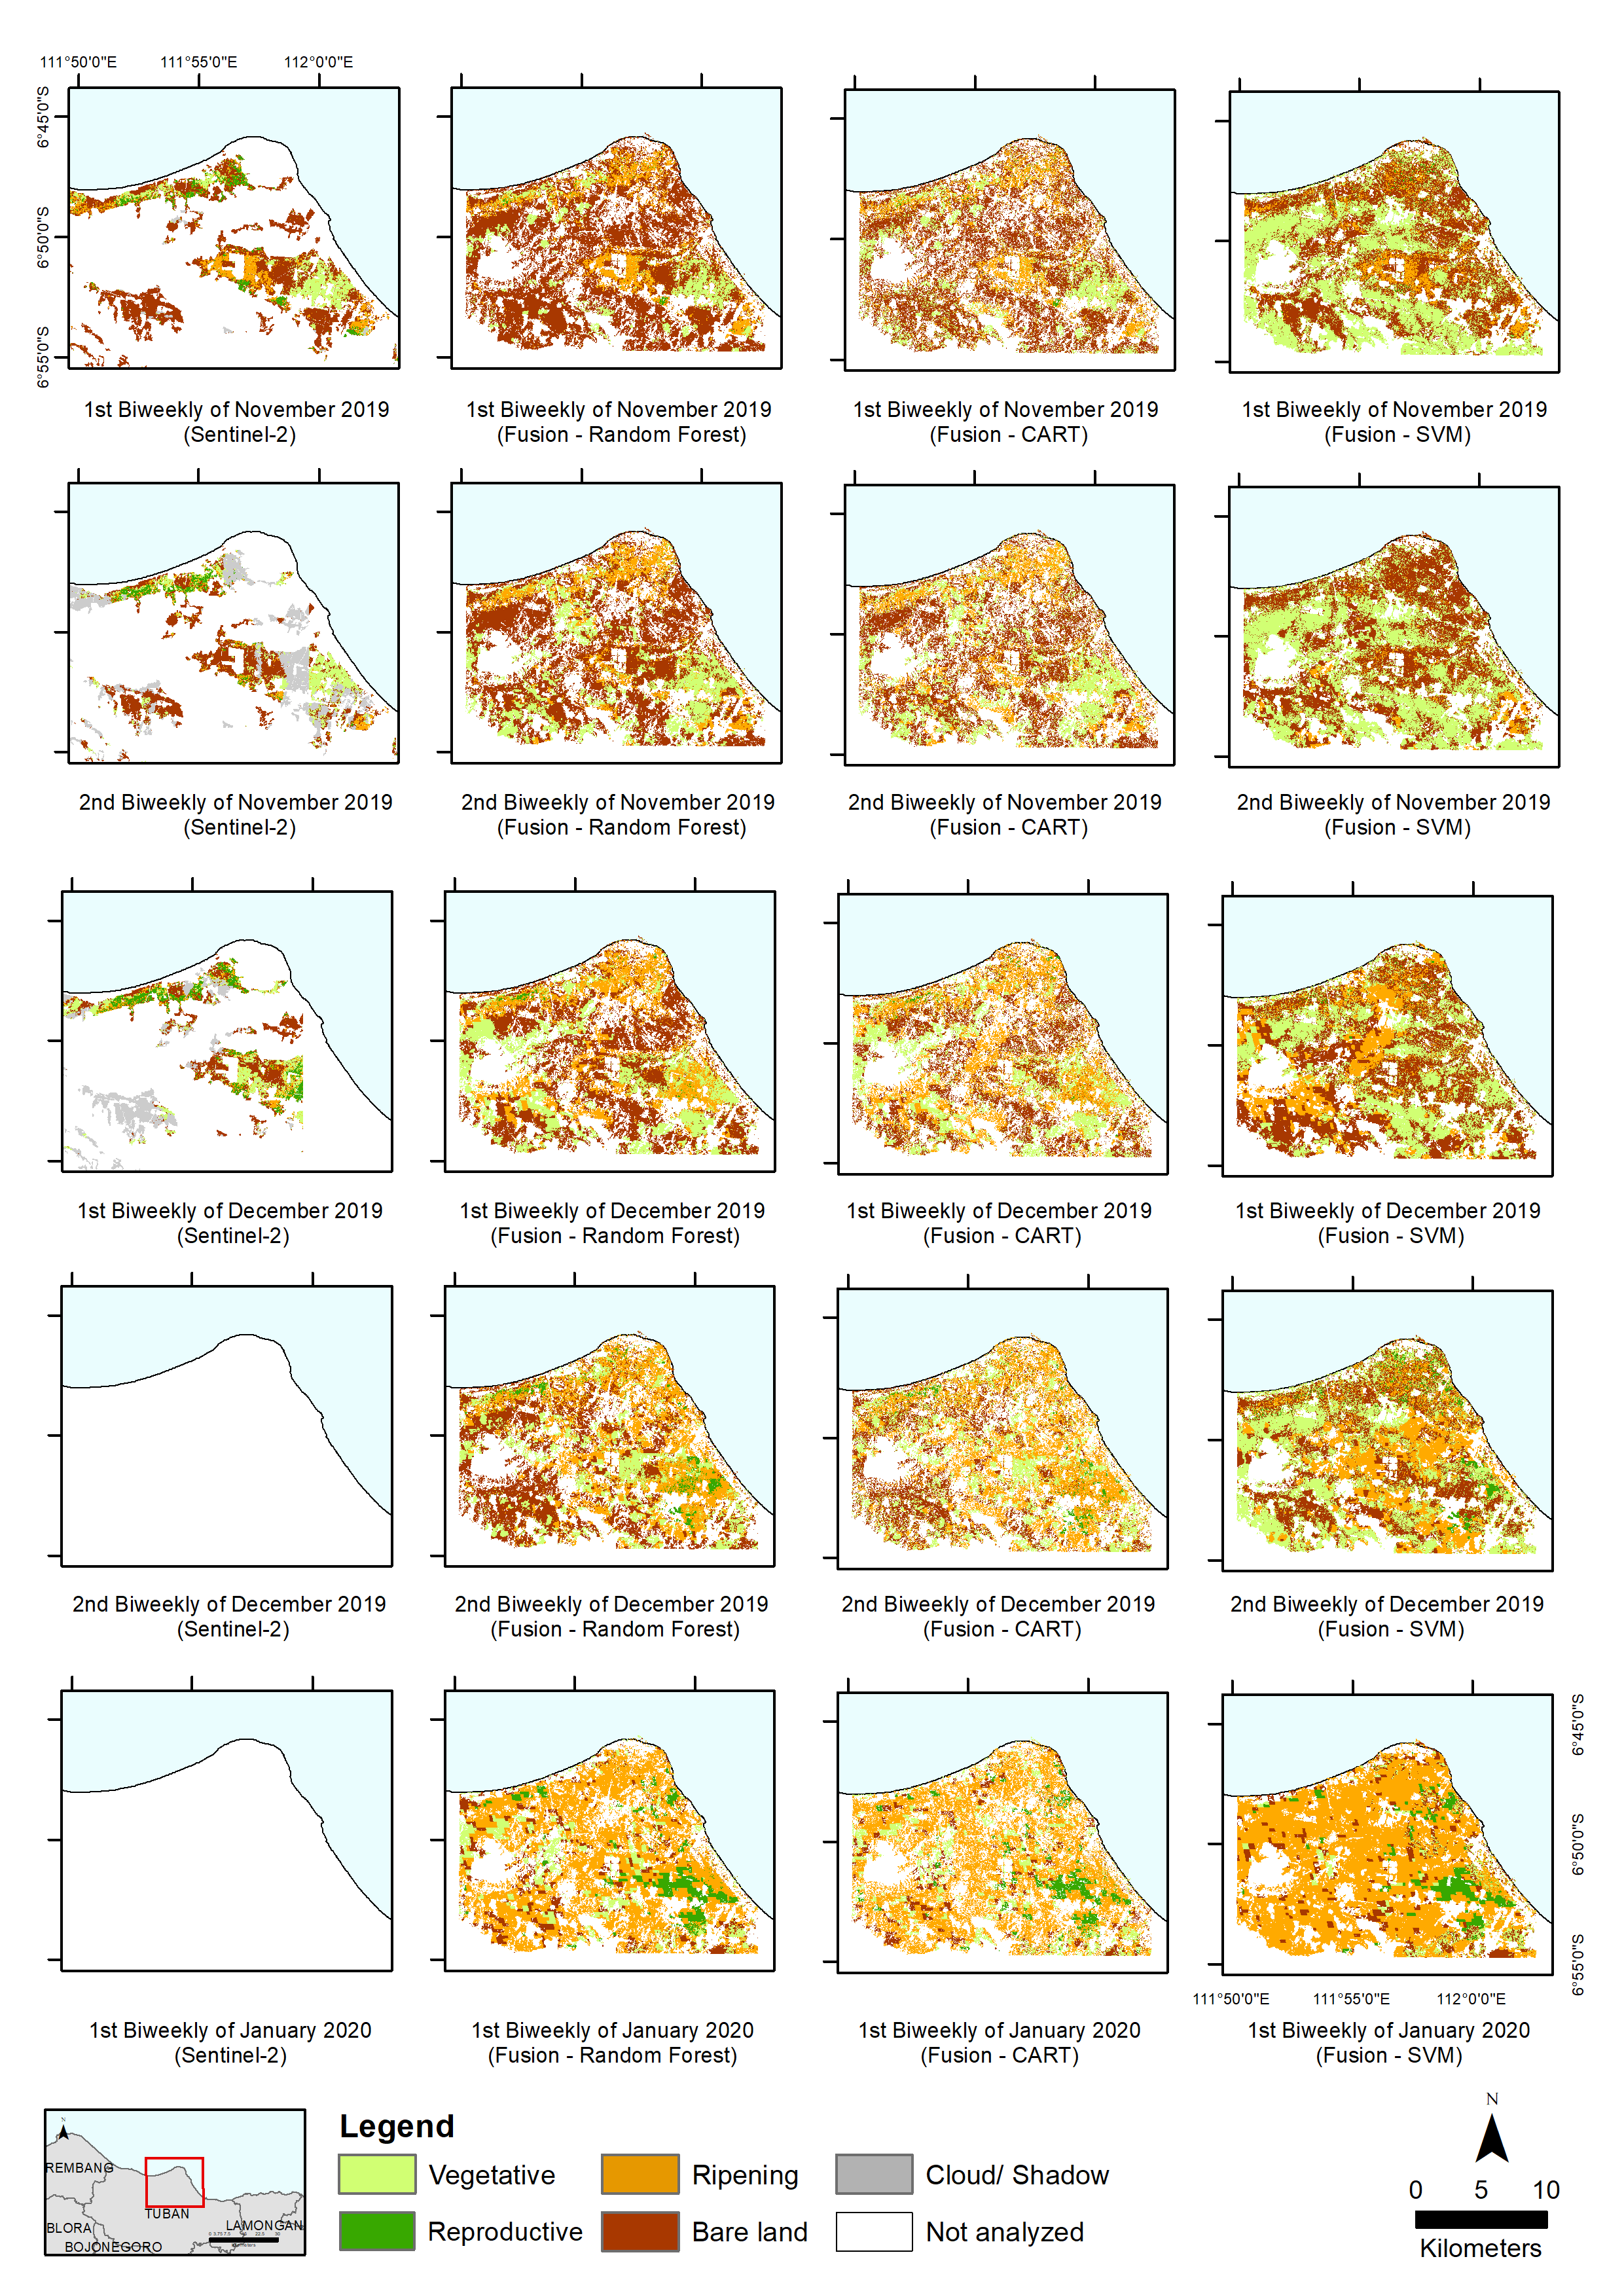 111°50'0"E 111°55'0"E 112°0'0"E
6°45'0"S
6°50'0"S
6°55'0"S
1st Biweekly of November 2019
(Sentinel-2)
1st Biweekly of November 2019
(Fusion - Random Forest)
1st Biweekly of November 2019
(Fusion - CART)
1st Biweekly of November 2019
(Fusion - SVM)
2nd Biweekly of November 2019
(Sentinel-2)
2nd Biweekly of November 2019
(Fusion - Random Forest)
2nd Biweekly of November 2019
(Fusion - CART)
2nd Biweekly of November 2019
(Fusion - SVM)
1st Biweekly of December 2019
(Sentinel-2)
1st Biweekly of December 2019
(Fusion - Random Forest)
1st Biweekly of December 2019
(Fusion - CART)
1st Biweekly of December 2019
(Fusion - SVM)
2nd Biweekly of December 2019
(Sentinel-2)
2nd Biweekly of December 2019
(Fusion - Random Forest)
2nd Biweekly of December 2019
(Fusion - CART)
2nd Biweekly of December 2019
(Fusion - SVM)
6°45'0"S
6°50'0"S
6°55'0"S
111°50'0"E 111°55'0"E 112°0'0"E
1st Biweekly of January 2020
(Sentinel-2)
1st Biweekly of January 2020
(Fusion - Random Forest)
1st Biweekly of January 2020
(Fusion - CART)
1st Biweekly of January 2020
(Fusion - SVM)
N
REMBANG
TUBAN
BLORA
LAMONGAN
BOJONEGORO
Legend
Vegetative
Ripening
Cloud/ Shadow
Reproductive
Bare land
Not analyzed
N
0 5 10
Kilometers